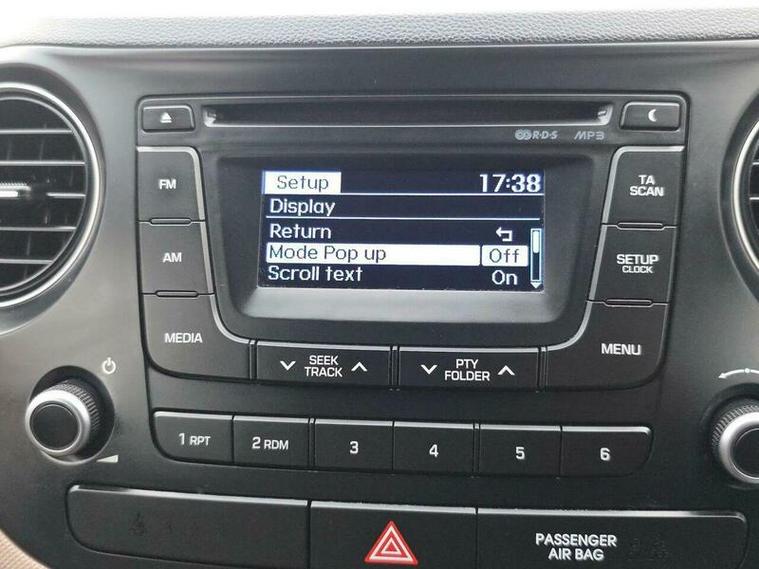 R·D·S MP3
FM
Setup 17:38
TA
SCAN
Display
Return
AM
Mode Pop up Off
SETUP
CLOCK
Scroll text On
MEDIA
MENU
SEEK
TRACK
PTY
FOLDER
1 RPT 2 RDM 3 4 5 6
PASSENGER
AIR BAG